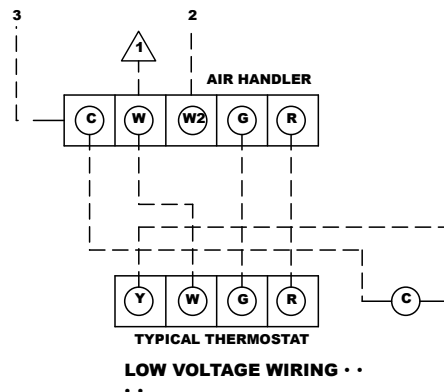 3 2
1
AIR HANDLER
C W W2 G R
Y W G R C
TYPICAL THERMOSTAT
LOW VOLTAGE WIRING · ·
· ·